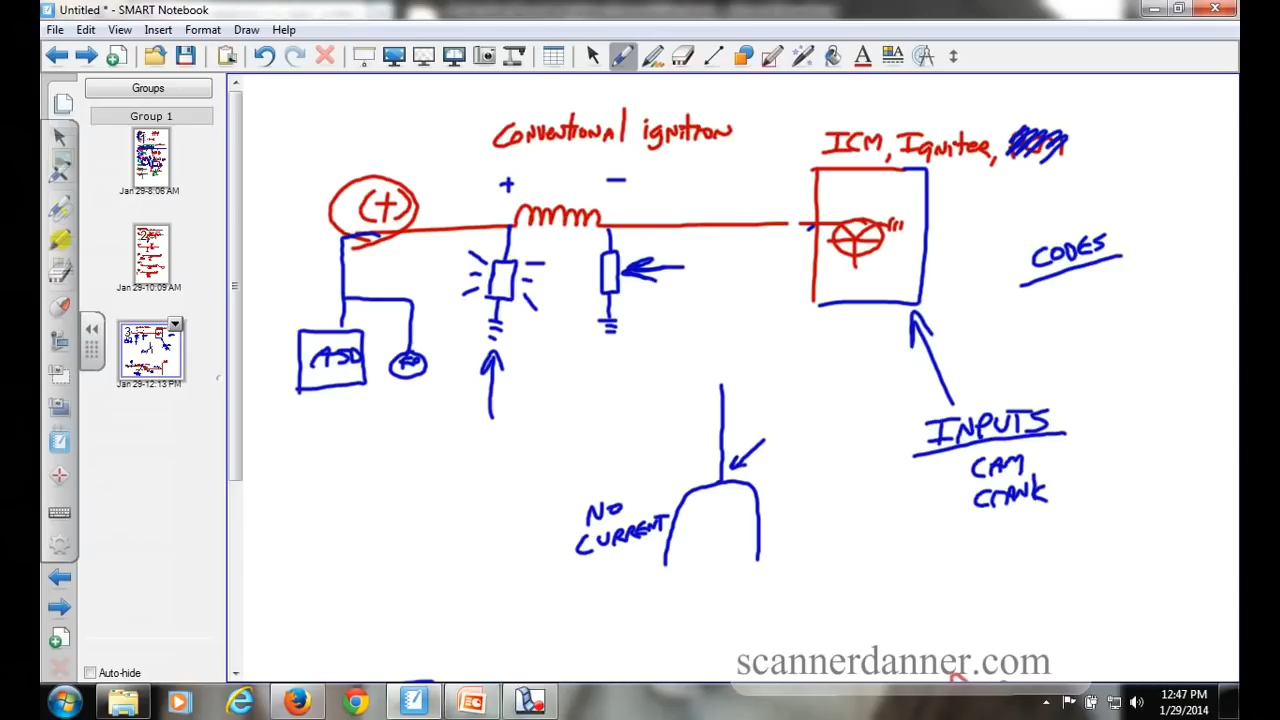 Untitled * - SMART Notebook
File Edit View Insert Format Draw Help
Groups
Group 1
Jan 29-8:06 AM
Jan 29-10:09 AM
Jan 29-12:13 PM
Auto-hide
Conventional ignition
ICM, Igniter,
+ −
(+)
CODES
ASD
INPUTS
CAM
CRANK
NO
CURRENT
scannerdanner.com
12:47 PM
1/29/2014